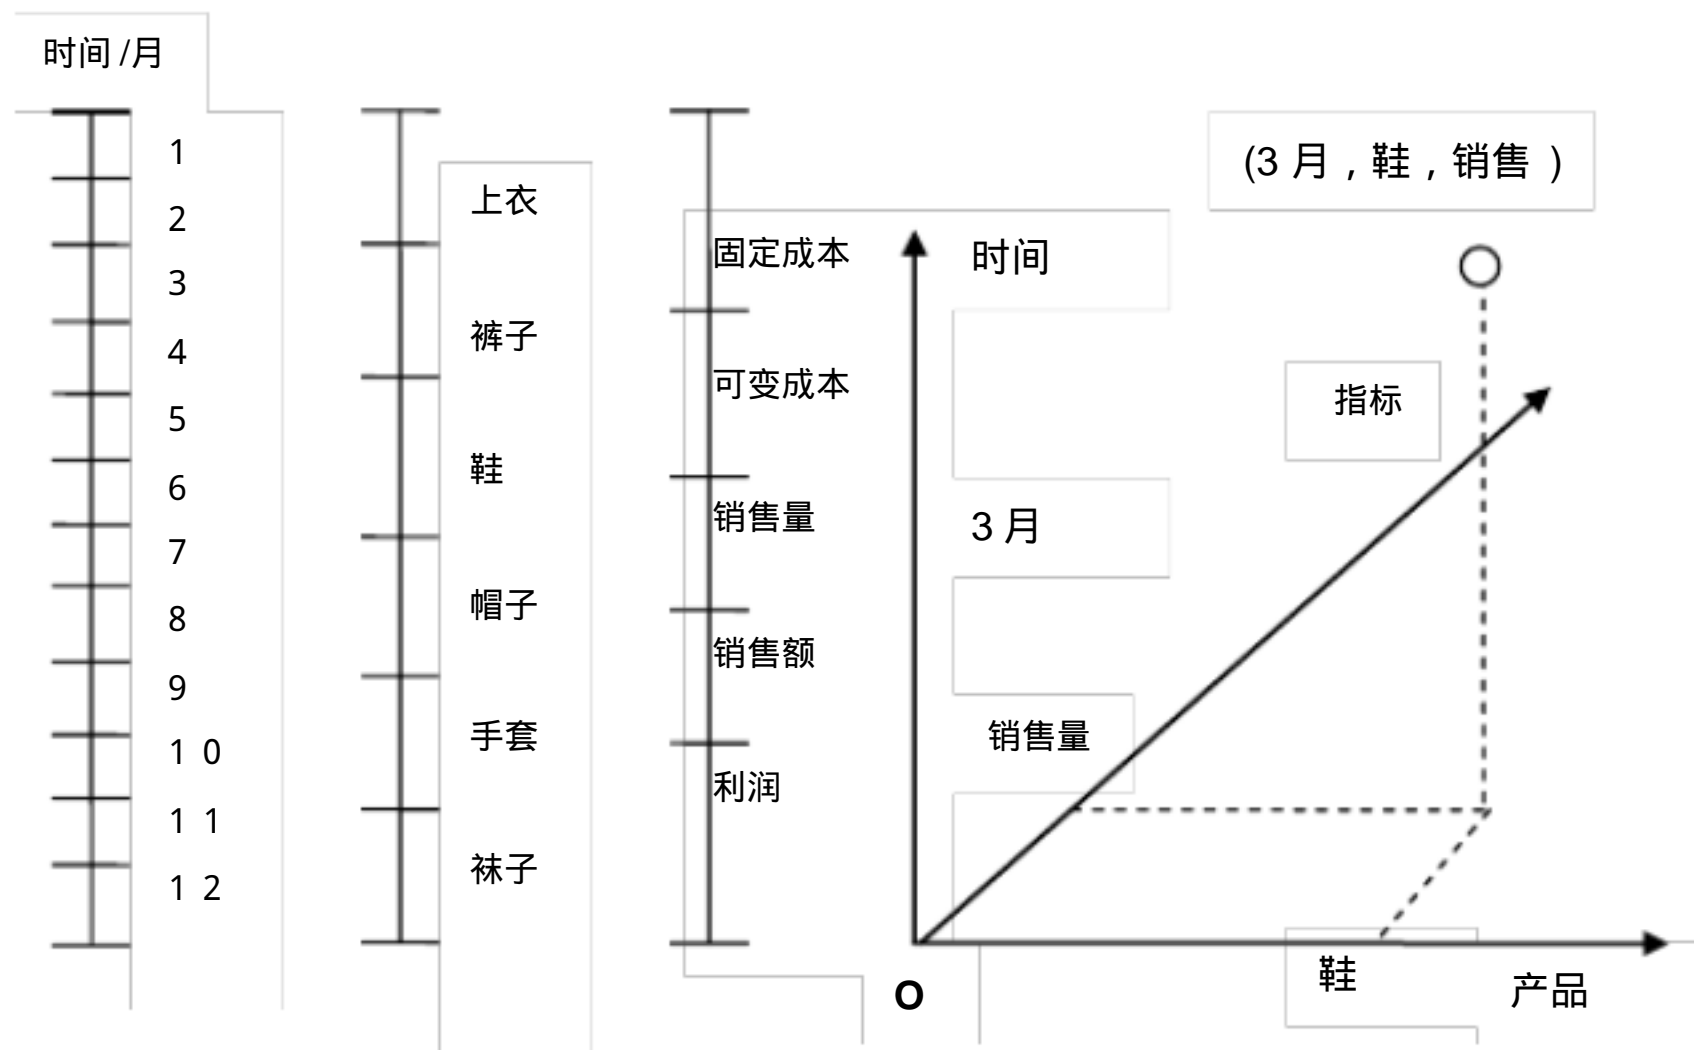 时间 /月
1
2
3
4
5
6
7
8
9
1 0
1 1
1 2
上衣
裤子
鞋
帽子
手套
袜子
固定成本
可变成本
销售量
销售额
利润
(3 月 , 鞋 , 销售 )
时间
指标
3 月
销售量
O
鞋
产品